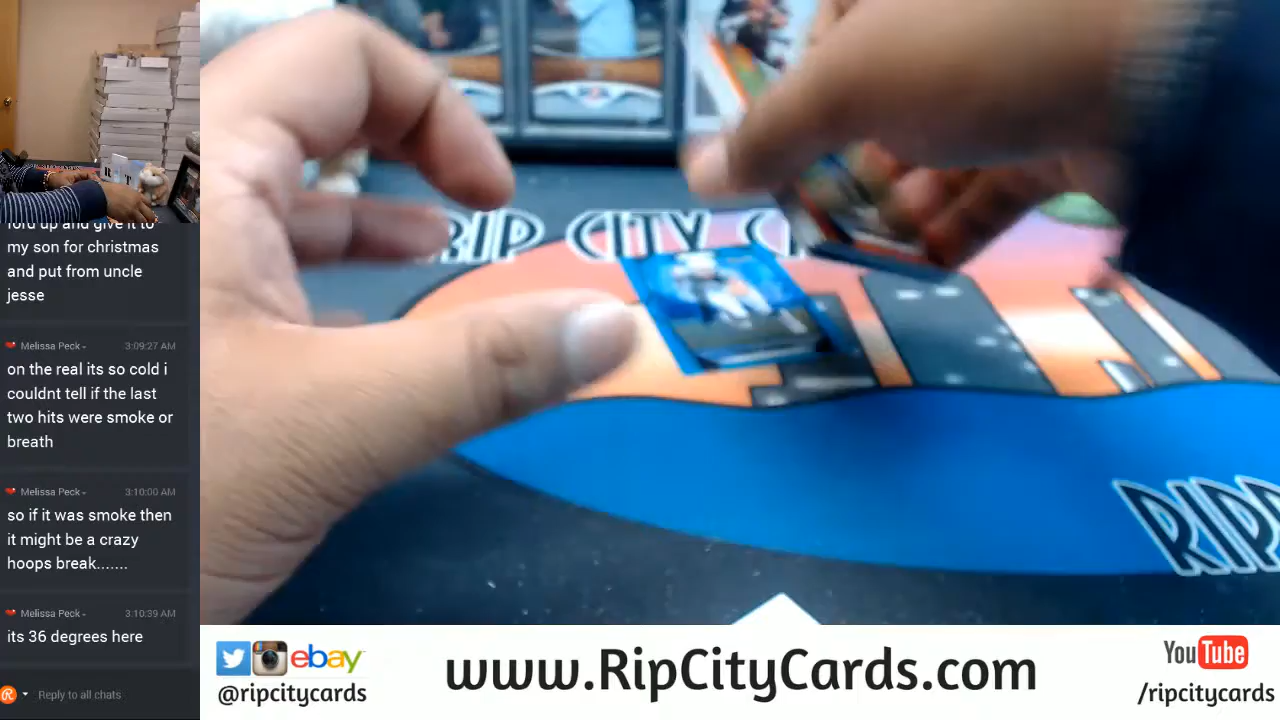 ford up and give it to
my son for christmas
and put from uncle
jesse
Melissa Peck 3:09:27 AM
on the real its so cold i
couldnt tell if the last
two hits were smoke or
breath
Melissa Peck 3:10:00 AM
so if it was smoke then
it might be a crazy
hoops break.......
Melissa Peck 3:10:39 AM
its 36 degrees here
Reply to all chats
RIP CITY C
RIPP
ebay
@ripcitycards
www.RipCityCards.com
YouTube
/ripcitycards